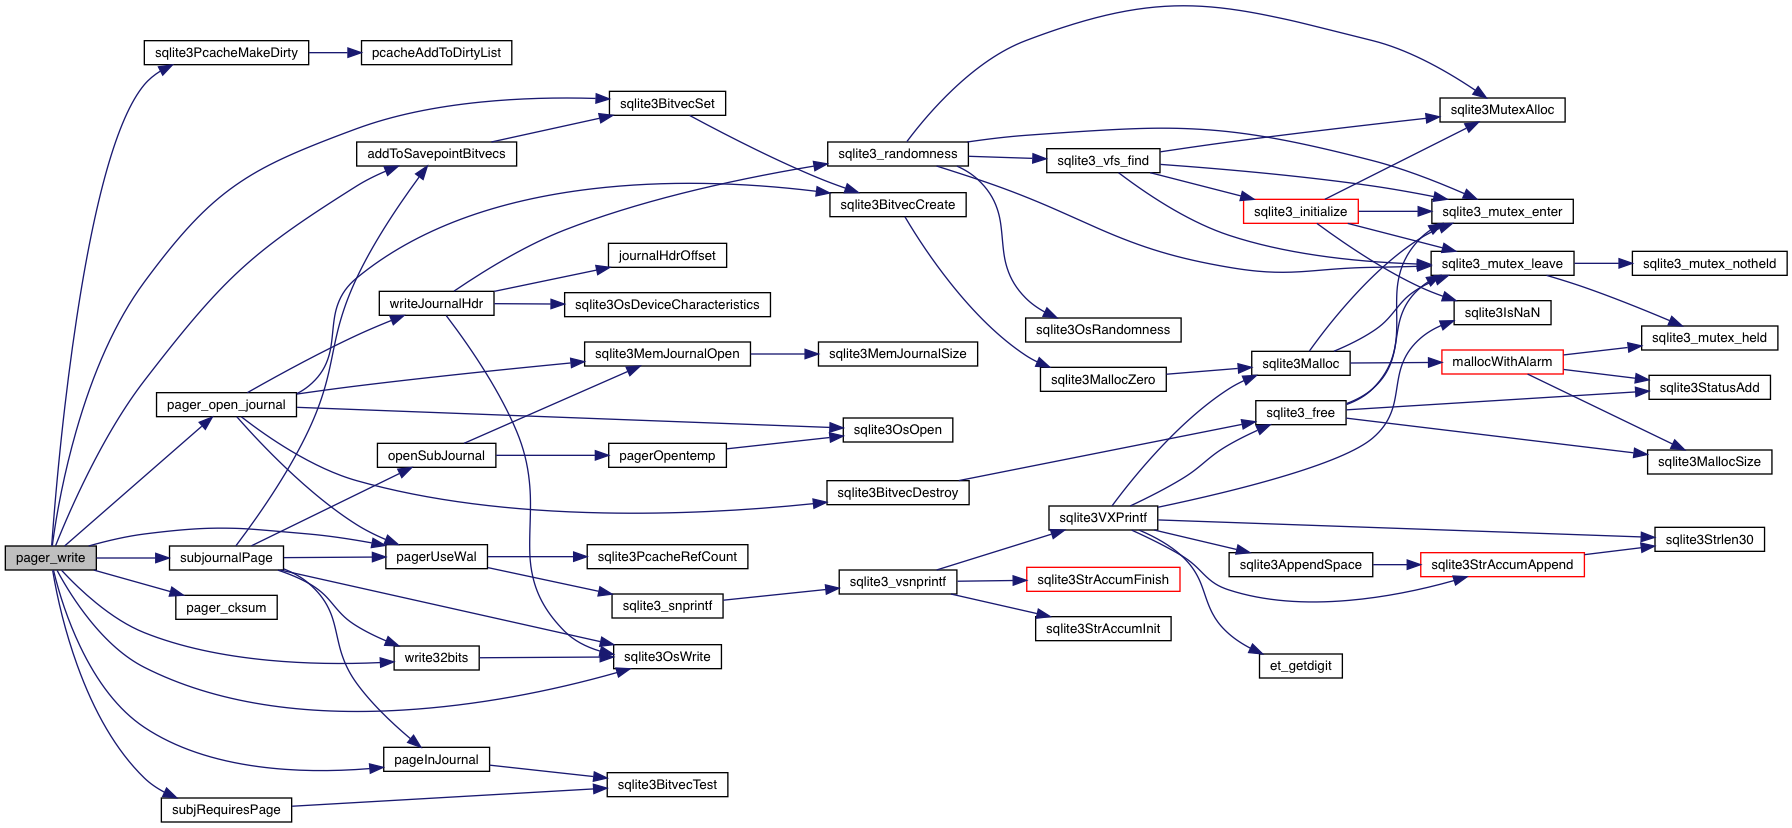 pager_write
sqlite3PcacheMakeDirty
pcacheAddToDirtyList
sqlite3BitvecSet
addToSavepointBitvecs
sqlite3_randomness
sqlite3BitvecCreate
sqlite3_vfs_find
sqlite3MutexAlloc
sqlite3_initialize
sqlite3_mutex_enter
sqlite3_mutex_leave
sqlite3_mutex_notheld
journalHdrOffset
writeJournalHdr
sqlite3OsDeviceCharacteristics
sqlite3OsRandomness
sqlite3IsNaN
sqlite3_mutex_held
sqlite3MemJournalOpen
sqlite3MemJournalSize
sqlite3MallocZero
sqlite3Malloc
mallocWithAlarm
sqlite3StatusAdd
pager_open_journal
sqlite3_free
sqlite3OsOpen
openSubJournal
pagerOpentemp
sqlite3MallocSize
sqlite3BitvecDestroy
sqlite3VXPrintf
sqlite3Strlen30
subjournalPage
pagerUseWal
sqlite3PcacheRefCount
sqlite3AppendSpace
sqlite3StrAccumAppend
sqlite3_vsnprintf
sqlite3StrAccumFinish
pager_cksum
sqlite3_snprintf
sqlite3StrAccumInit
write32bits
sqlite3OsWrite
et_getdigit
pageInJournal
sqlite3BitvecTest
subjRequiresPage